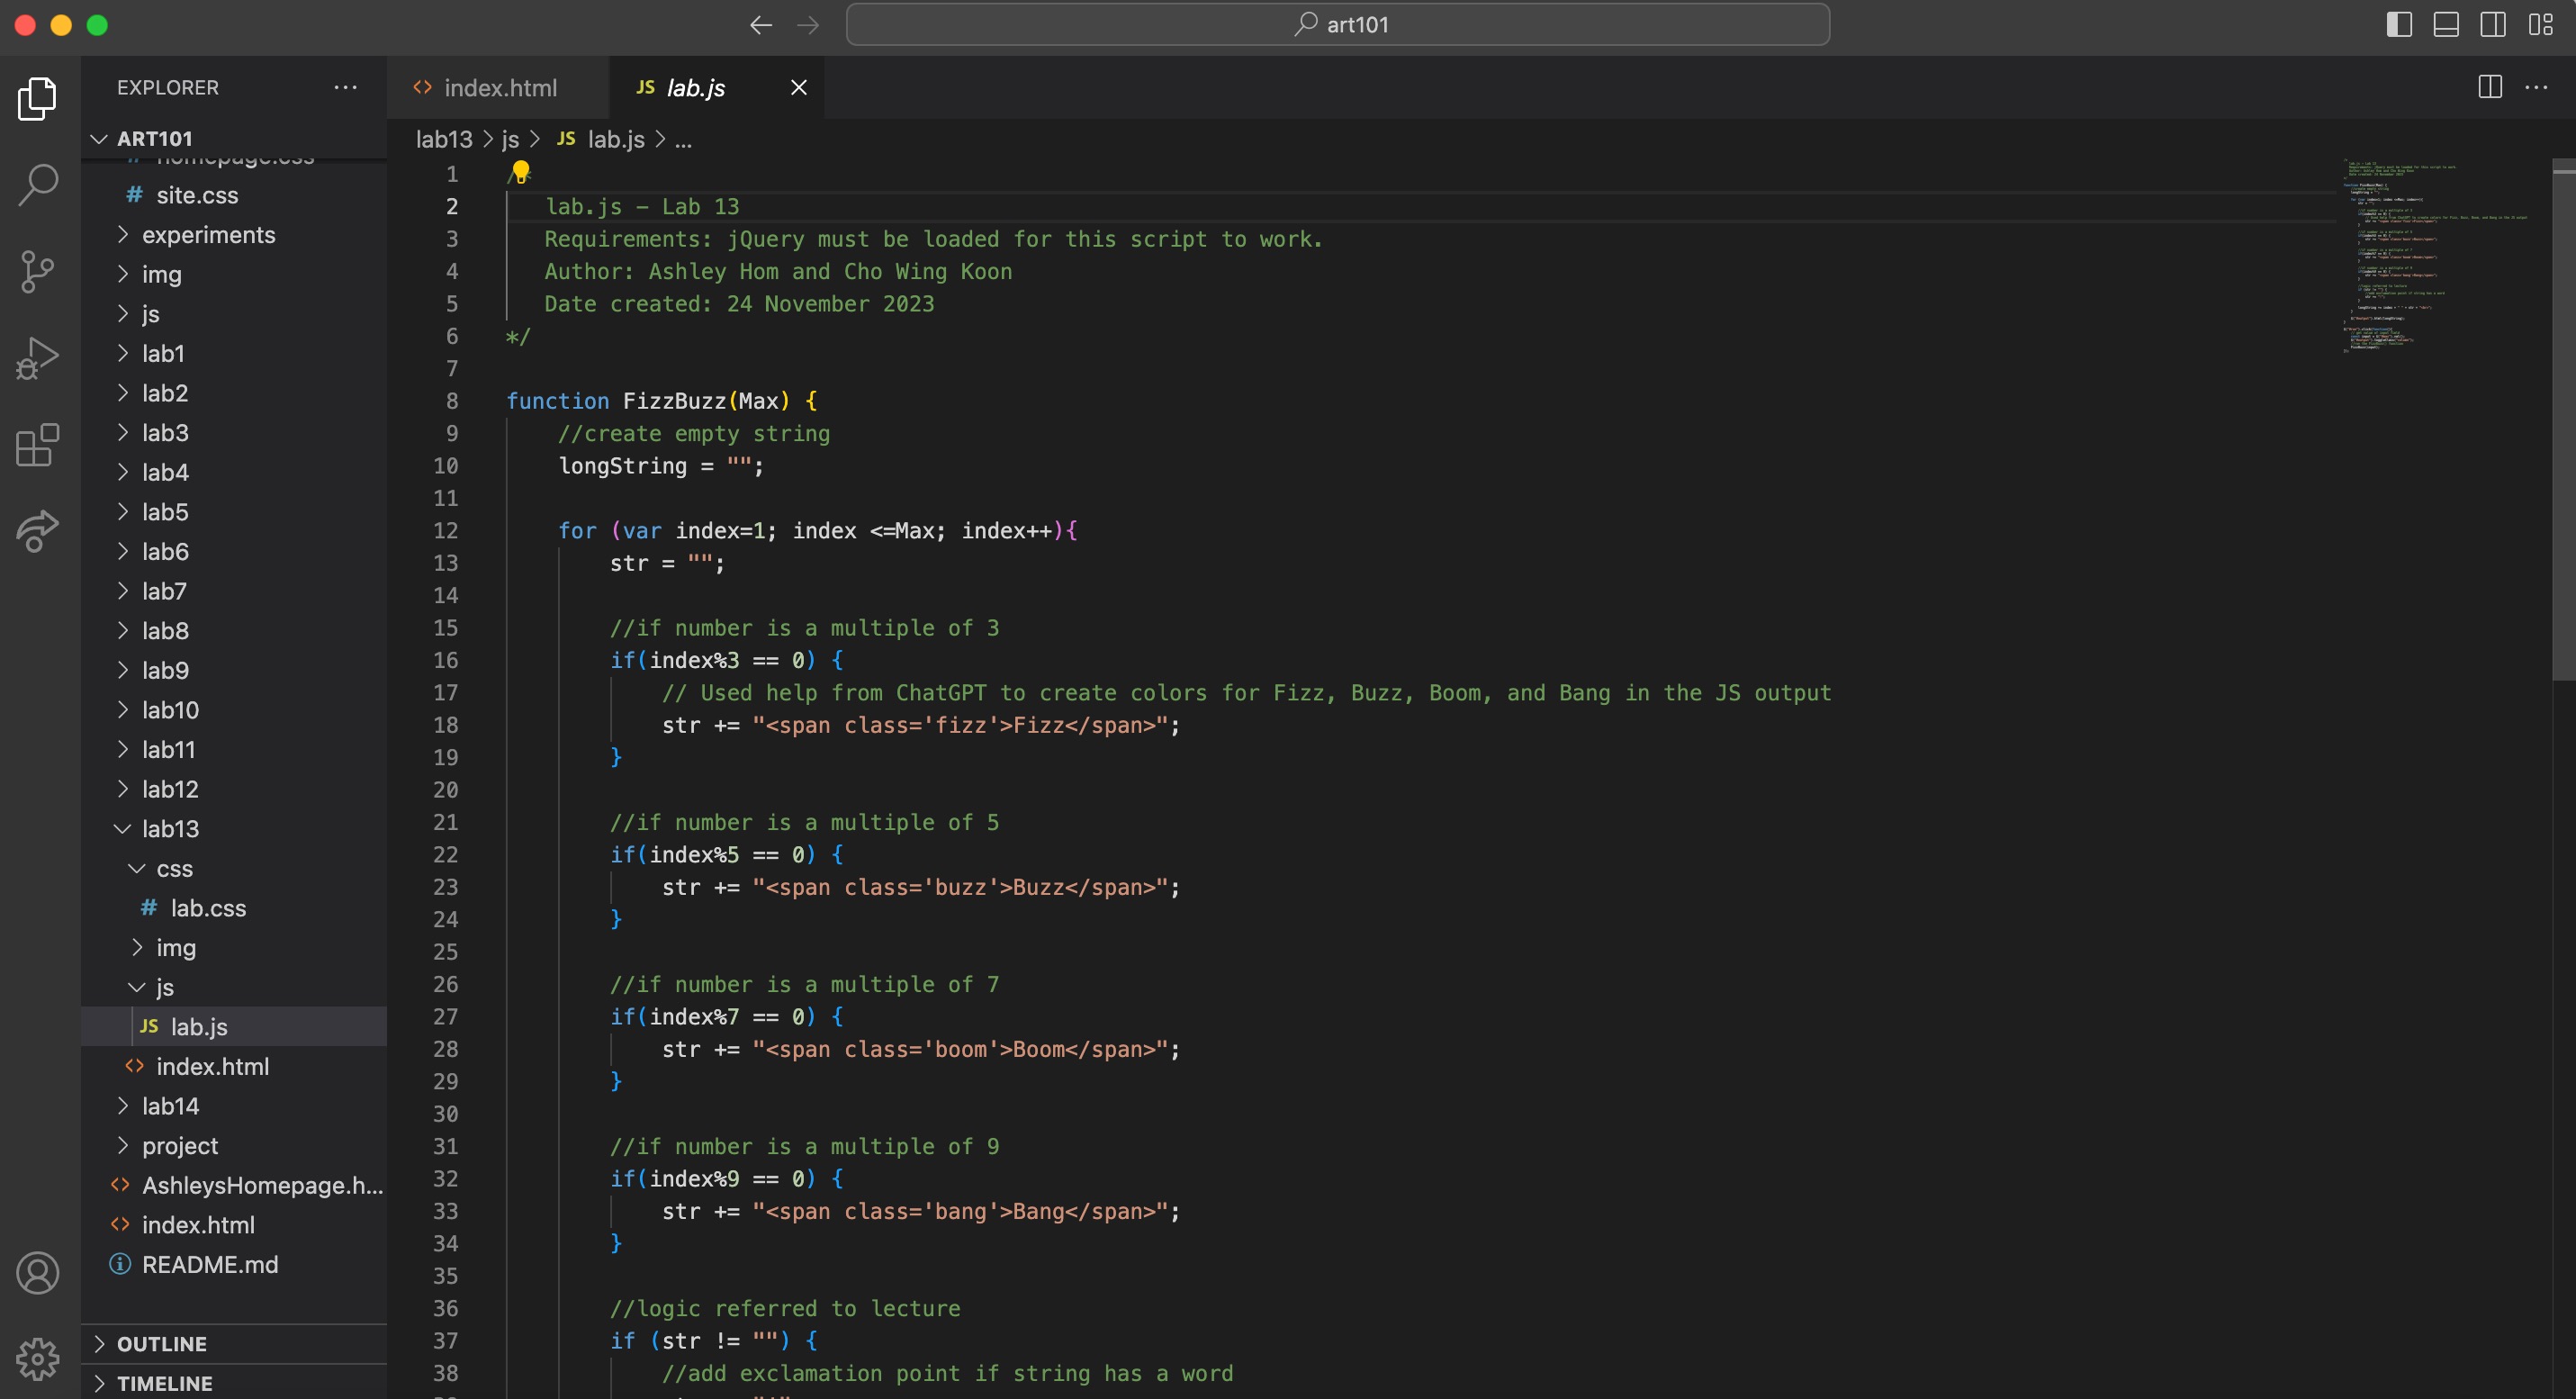 art101
EXPLORER
ART101
homepage.css
# site.css
experiments
img
js
lab1
lab2
lab3
lab4
lab5
lab6
lab7
lab8
lab9
lab10
lab11
lab12
lab13
css
# lab.css
img
js
JS lab.js
<> index.html
lab14
project
<> AshleysHomepage.h...
<> index.html
README.md
OUTLINE
TIMELINE
<> index.html
JS lab.js
lab13 > js > JS lab.js > ...
1 /*
2 lab.js - Lab 13
3 Requirements: jQuery must be loaded for this script to work.
4 Author: Ashley Hom and Cho Wing Koon
5 Date created: 24 November 2023
6 */
7
8 function FizzBuzz(Max) {
9 //create empty string
10 longString = "";
11
12 for (var index=1; index <=Max; index++){
13 str = "";
14
15 //if number is a multiple of 3
16 if(index%3 == 0) {
17 // Used help from ChatGPT to create colors for Fizz, Buzz, Boom, and Bang in the JS output
18 str += "<span class='fizz'>Fizz</span>";
19 }
20
21 //if number is a multiple of 5
22 if(index%5 == 0) {
23 str += "<span class='buzz'>Buzz</span>";
24 }
25
26 //if number is a multiple of 7
27 if(index%7 == 0) {
28 str += "<span class='boom'>Boom</span>";
29 }
30
31 //if number is a multiple of 9
32 if(index%9 == 0) {
33 str += "<span class='bang'>Bang</span>";
34 }
35
36 //logic referred to lecture
37 if (str != "") {
38 //add exclamation point if string has a word